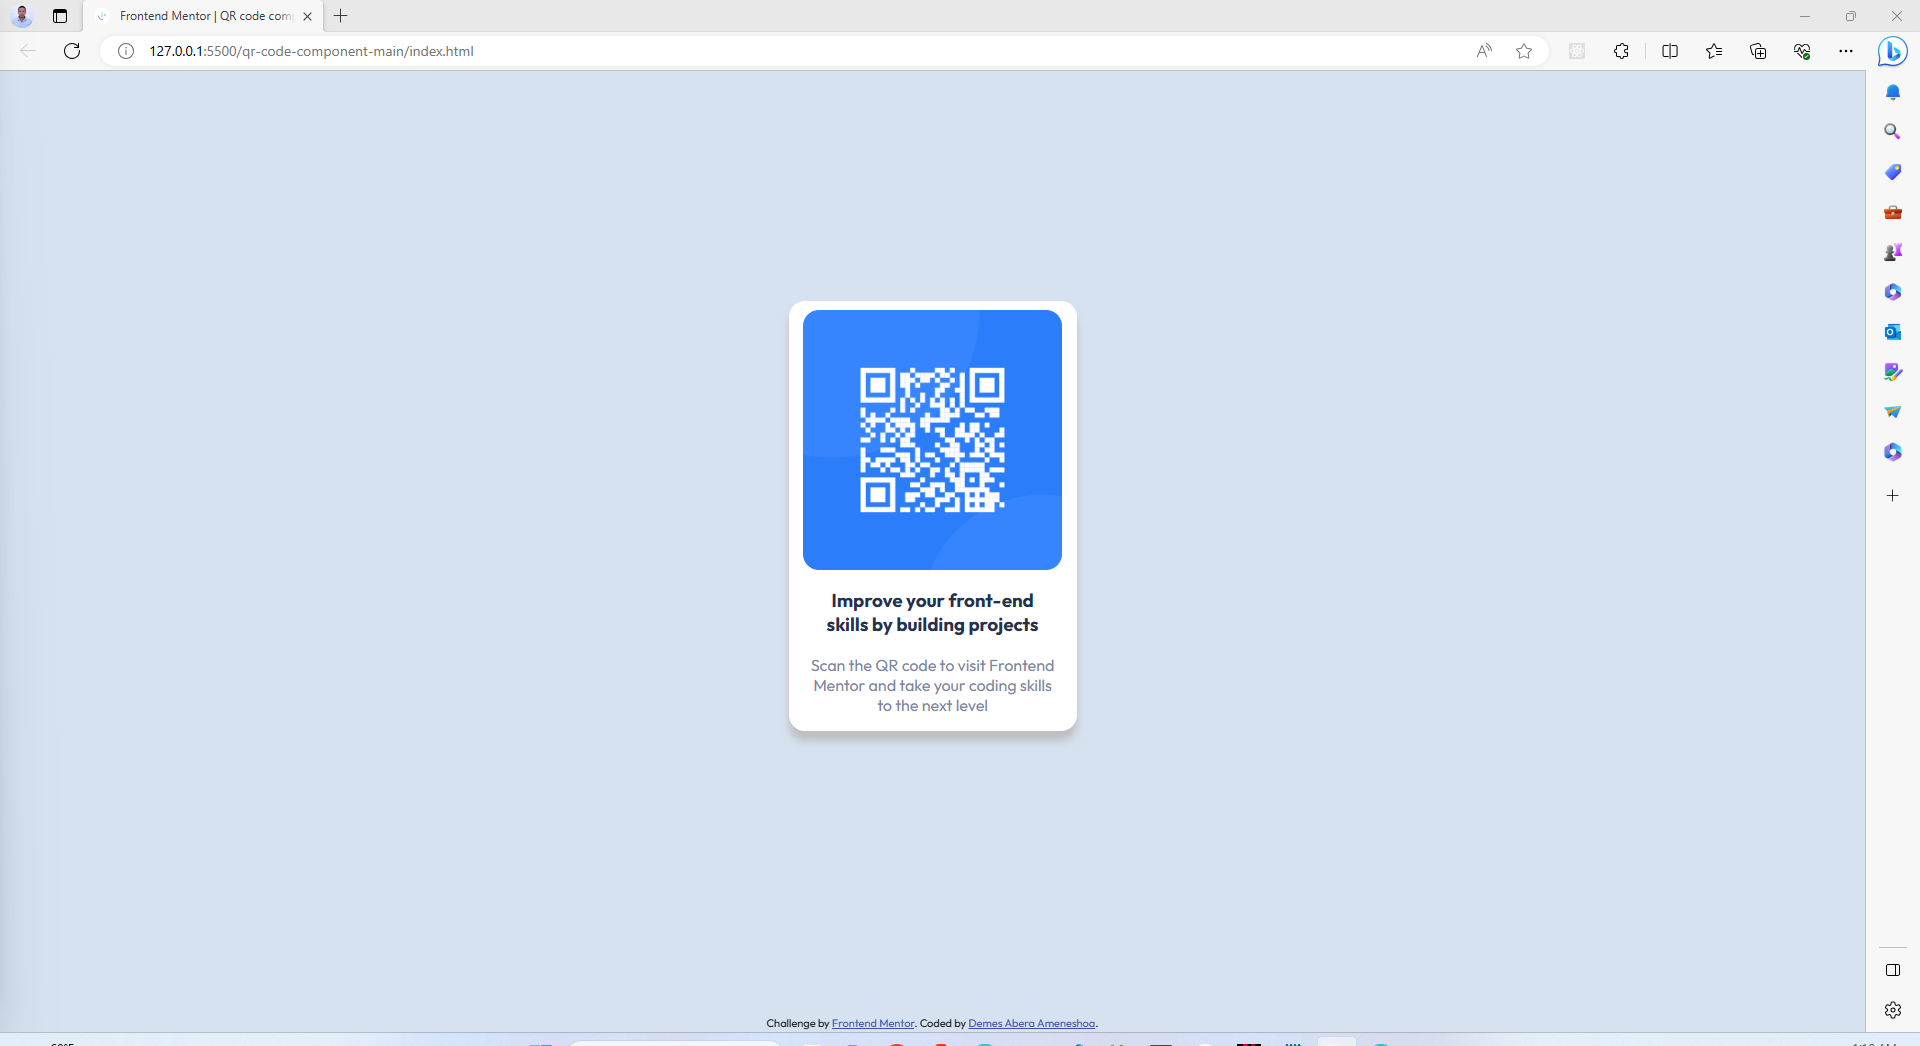 Frontend Mentor | QR code com
127.0.0.1:5500/qr-code-component-main/index.html
Improve your front-end
skills by building projects
Scan the QR code to visit Frontend
Mentor and take your coding skills
to the next level
Challenge by Frontend Mentor. Coded by Demes Abera Ameneshoa.